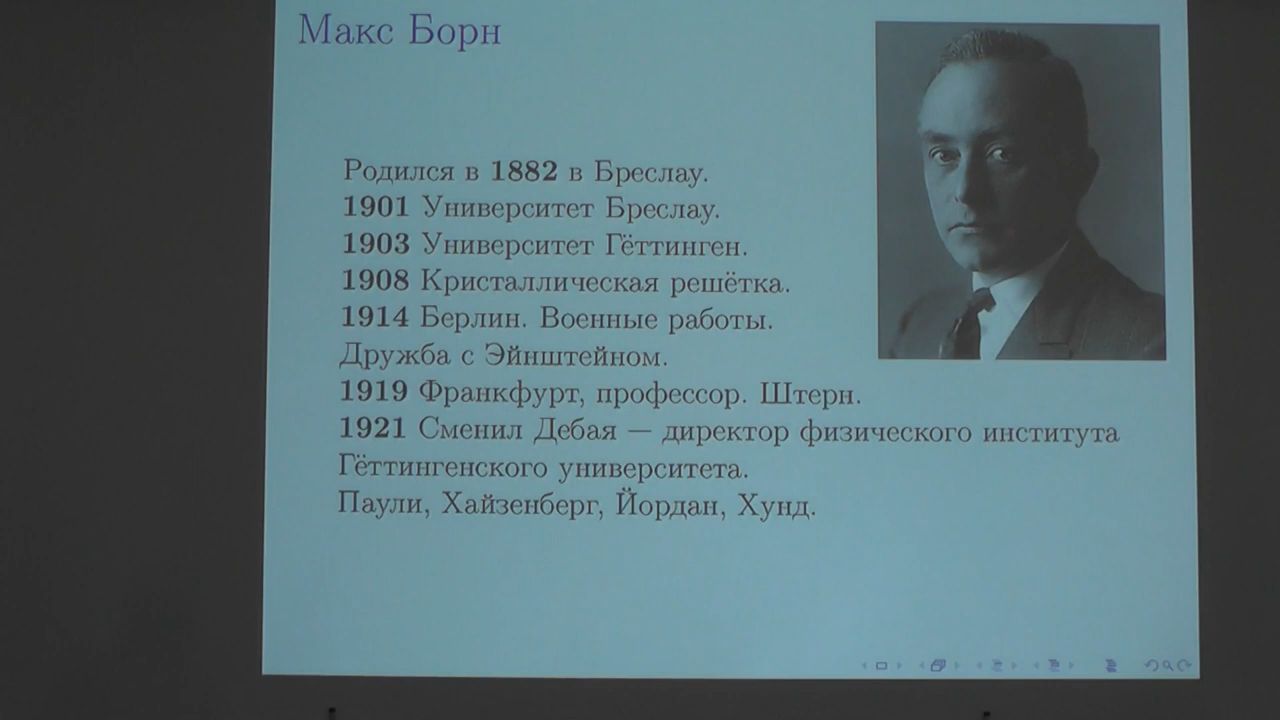 Макс Борн
Родился в 1882 в Бреслау.
1901 Университет Бреслау.
1903 Университет Гёттинген.
1908 Кристаллическая решётка.
1914 Берлин. Военные работы.
Дружба с Эйнштейном.
1919 Франкфурт, профессор. Штерн.
1921 Сменил Дебая — директор физического института
Гёттингенского университета.
Паули, Хайзенберг, Йордан, Хунд.